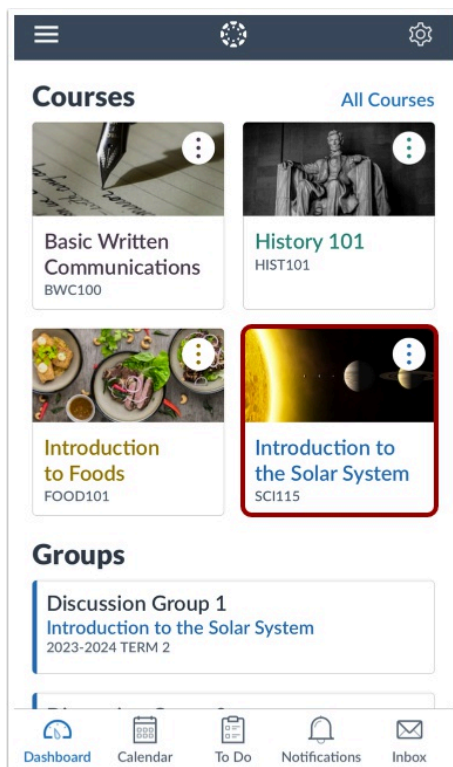 Courses
All Courses
Basic Written
Communications
BWC100
History 101
HIST101
Introduction
to Foods
FOOD101
Introduction to
the Solar System
SCI115
Groups
Discussion Group 1
Introduction to the Solar System
2023-2024 TERM 2
Dashboard
Calendar
To Do
Notifications
Inbox